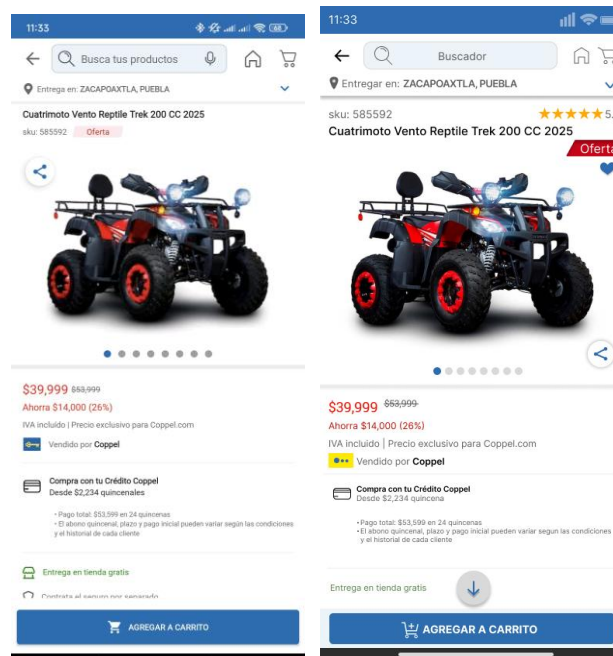 11:33
Busca tus productos
Entrega en: ZACAPOAXTLA, PUEBLA
Cuatrimoto Vento Reptile Trek 200 CC 2025
sku: 585592 Oferta
$39,999 $53,999
Ahorra $14,000 (26%)
IVA incluido | Precio exclusivo para Coppel.com
Vendido por Coppel
Compra con tu Crédito Coppel
Desde $2,234 quincenales
• Pago total: $53,599 en 24 quincenas
• El abono quincenal, plazo y pago inicial pueden variar según las condiciones
y el historial de cada cliente
Entrega en tienda gratis
Contrata el seguro por separado
AGREGAR A CARRITO
11:33
Buscador
Entregar en: ZACAPOAXTLA, PUEBLA
sku: 585592
5.
Cuatrimoto Vento Reptile Trek 200 CC 2025
Oferta
$39,999 $53,999
Ahorra $14,000 (26%)
IVA incluido | Precio exclusivo para Coppel.com
Vendido por Coppel
Compra con tu Crédito Coppel
Desde $2,234 quincena
•Pago total: $53,599 en 24 quincenas
•El abono quincenal, plazo y pago inicial pueden variar segun las condiciones
y el historial de cada cliente
Entrega en tienda gratis
AGREGAR A CARRITO